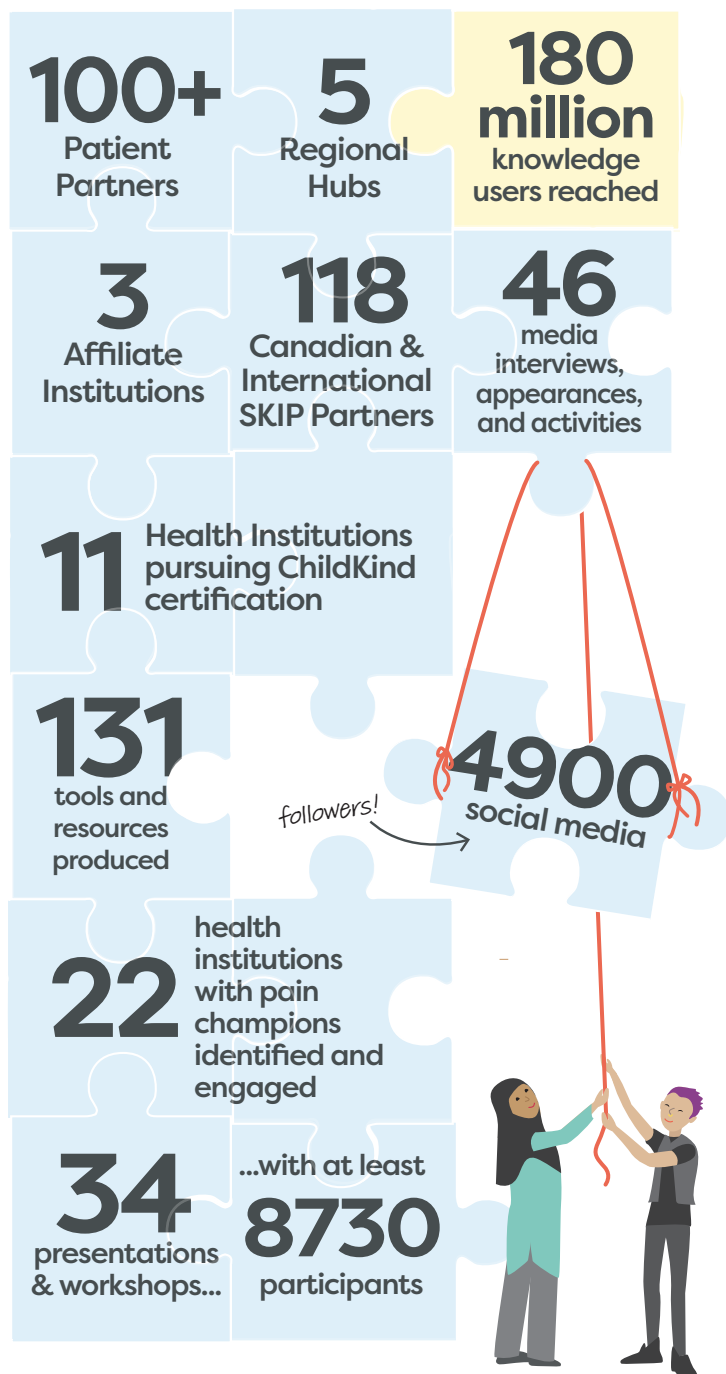 100+
Patient
Partners
5
Regional
Hubs
180
million
knowledge
users reached
3
Affiliate
Institutions
118
Canadian &
International
SKIP Partners
46
media
interviews,
appearances,
and activities
11
Health Institutions
pursuing ChildKind
certification
131
tools and
resources
produced
followers!
4900
social media
22
health
institutions
with pain
champions
identified and
engaged
34
presentations
& workshops...
...with at least
8730
participants